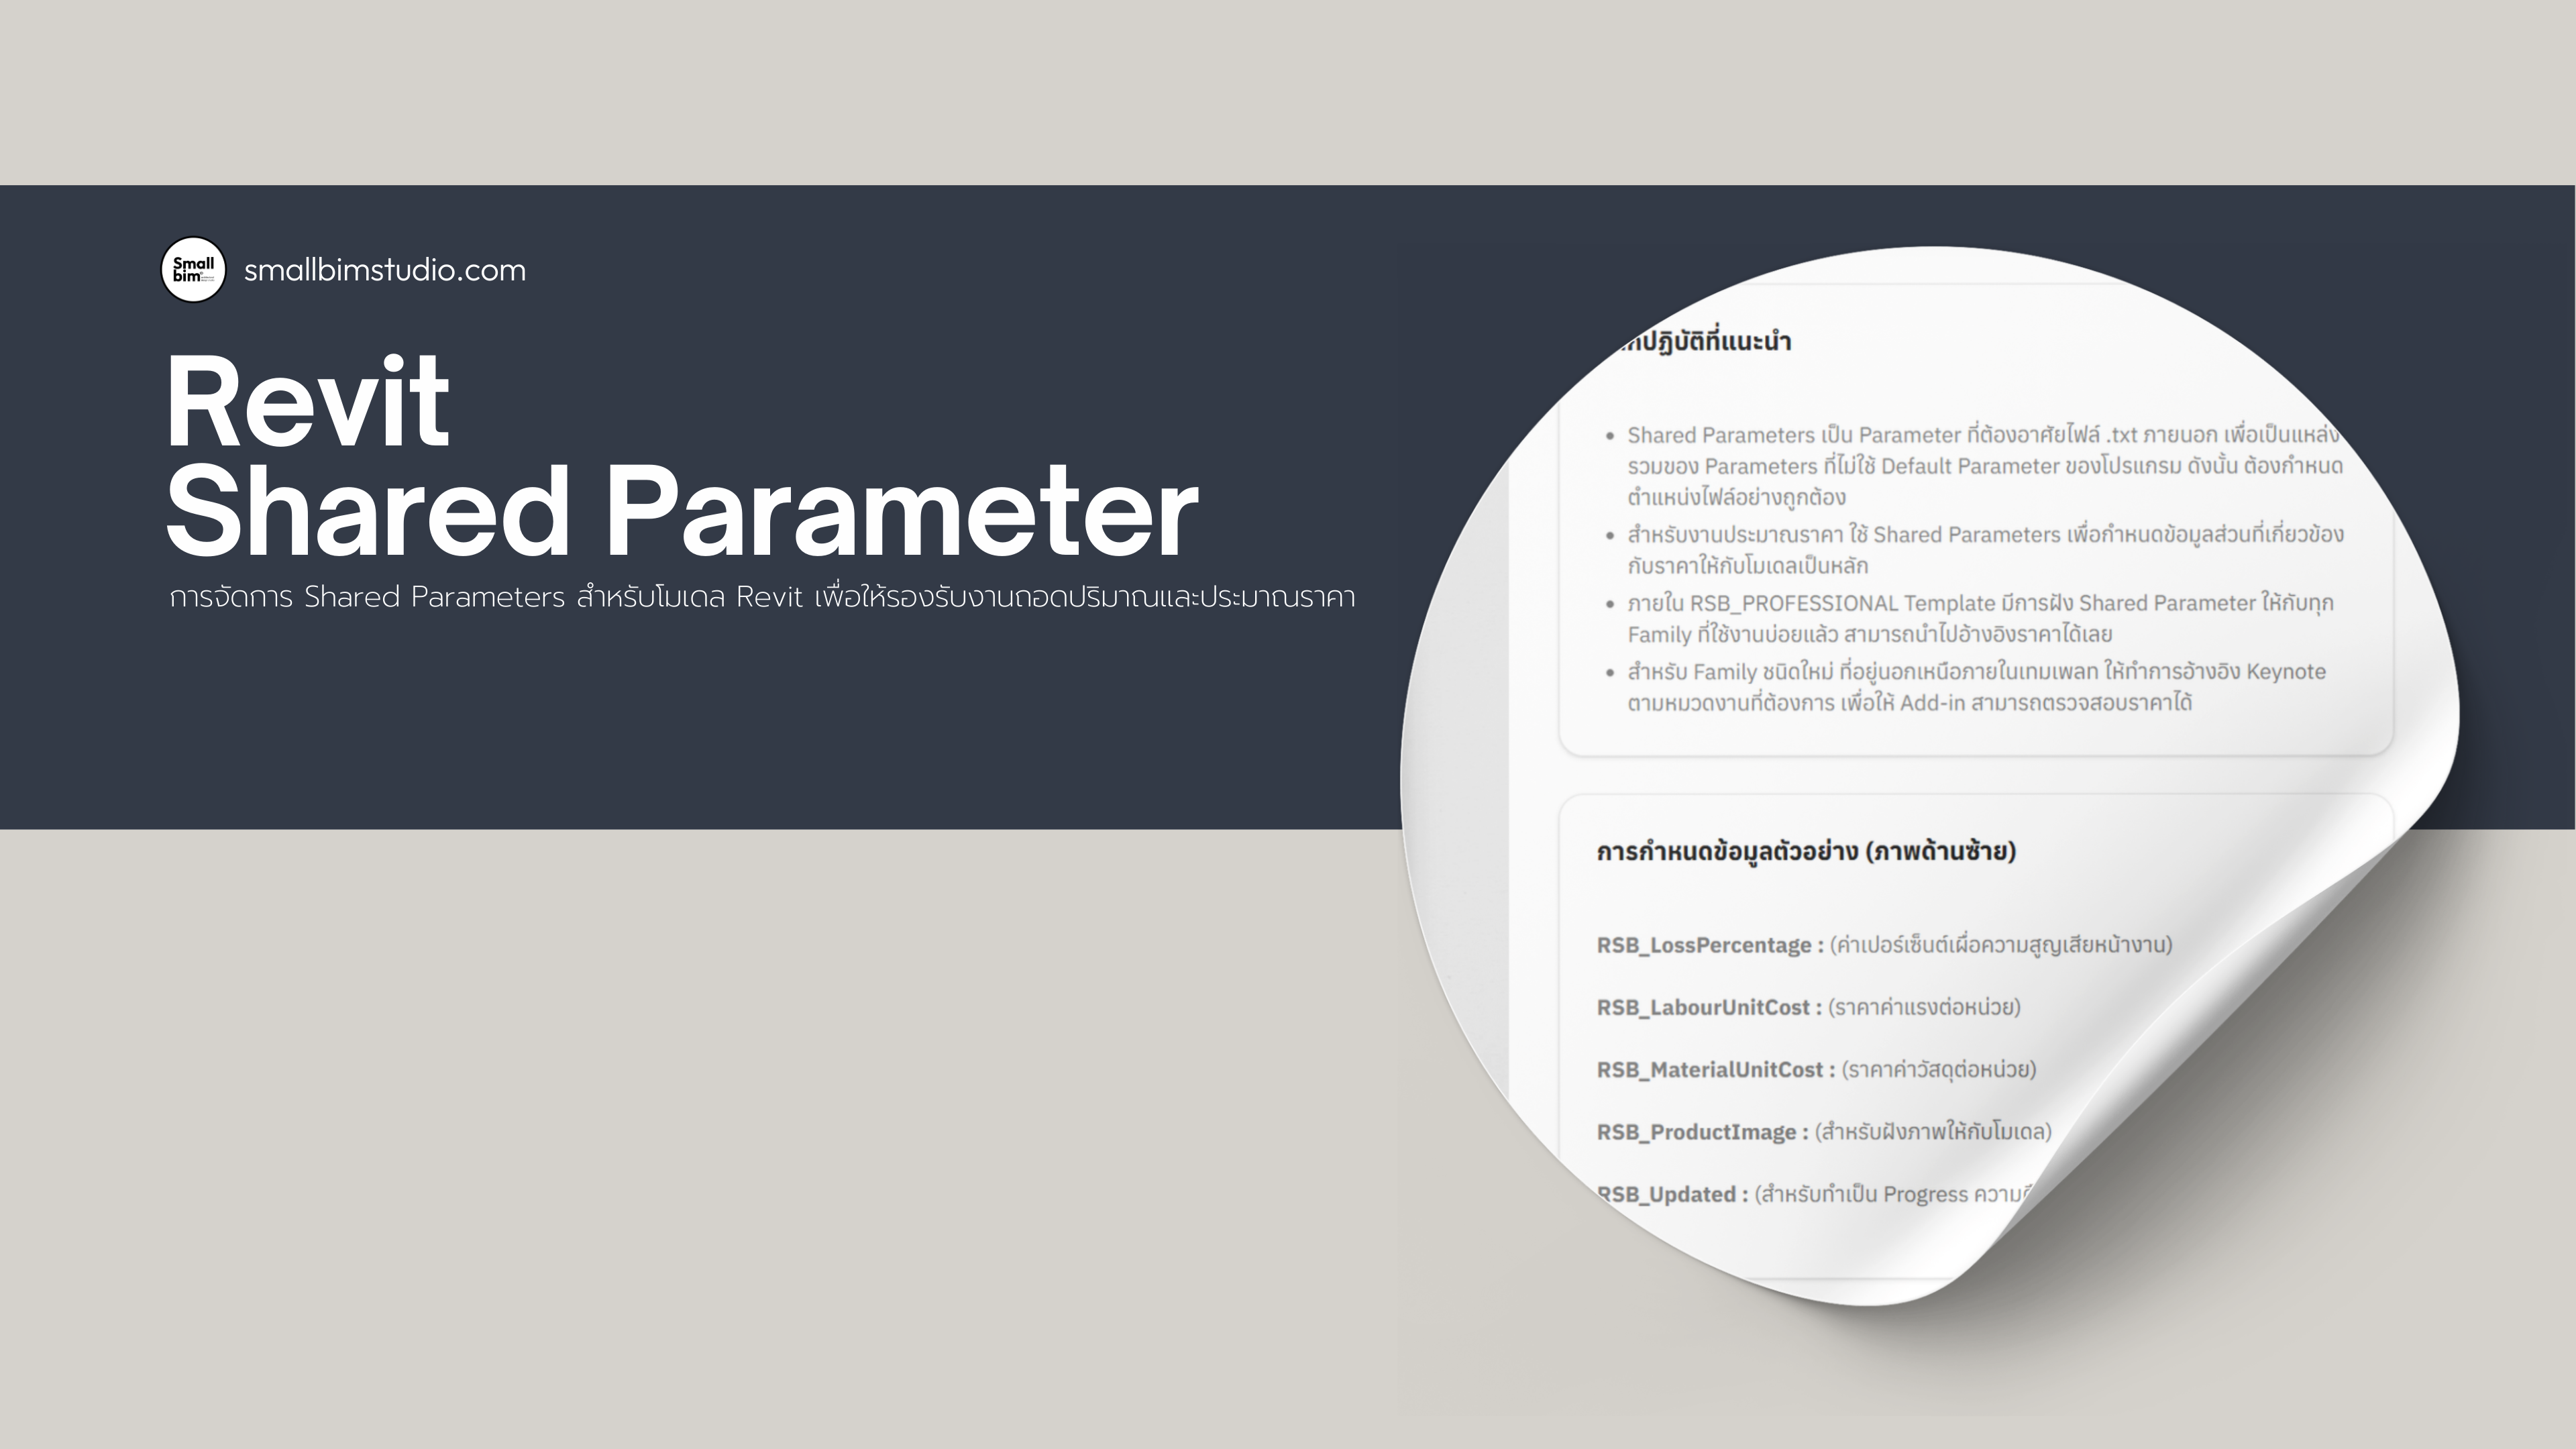 Small
bim
smallbimstudio.com
Revit
Shared Parameter
การจัดการ Shared Parameters สำหรับโมเดล Revit เพื่อให้รองรับงานถอดปริมาณและประมาณราคา
ปฏิบัติที่แนะนำ
• Shared Parameters เป็น Parameter ที่ต้องอาศัยไฟล์ .txt ภายนอก เพื่อเป็นแหล่ง
รวมของ Parameters ที่ไม่ใช้ Default Parameter ของโปรแกรม ดังนั้น ต้องกำหนด
ตำแหน่งไฟล์อย่างถูกต้อง
• สำหรับงานประมาณราคา ใช้ Shared Parameters เพื่อกำหนดข้อมูลส่วนที่เกี่ยวข้อง
กับราคาให้กับโมเดลเป็นหลัก
• ภายใน RSB_PROFESSIONAL Template มีการฝัง Shared Parameter ให้กับทุก
Family ที่ใช้งานบ่อยแล้ว สามารถนำไปอ้างอิงราคาได้เลย
• สำหรับ Family ชนิดใหม่ ที่อยู่นอกเหนือภายในเทมเพลท ให้ทำการอ้างอิง Keynote
ตามหมวดงานที่ต้องการ เพื่อให้ Add-in สามารถตรวจสอบราคาได้
การกำหนดข้อมูลตัวอย่าง (ภาพด้านซ้าย)
RSB_LossPercentage : (ค่าเปอร์เซ็นต์เผื่อความสูญเสียหน้างาน)
RSB_LabourUnitCost : (ราคาค่าแรงต่อหน่วย)
RSB_MaterialUnitCost : (ราคาค่าวัสดุต่อหน่วย)
RSB_ProductImage : (สำหรับฝังภาพให้กับโมเดล)
RSB_Updated : (สำหรับทำเป็น Progress ความ